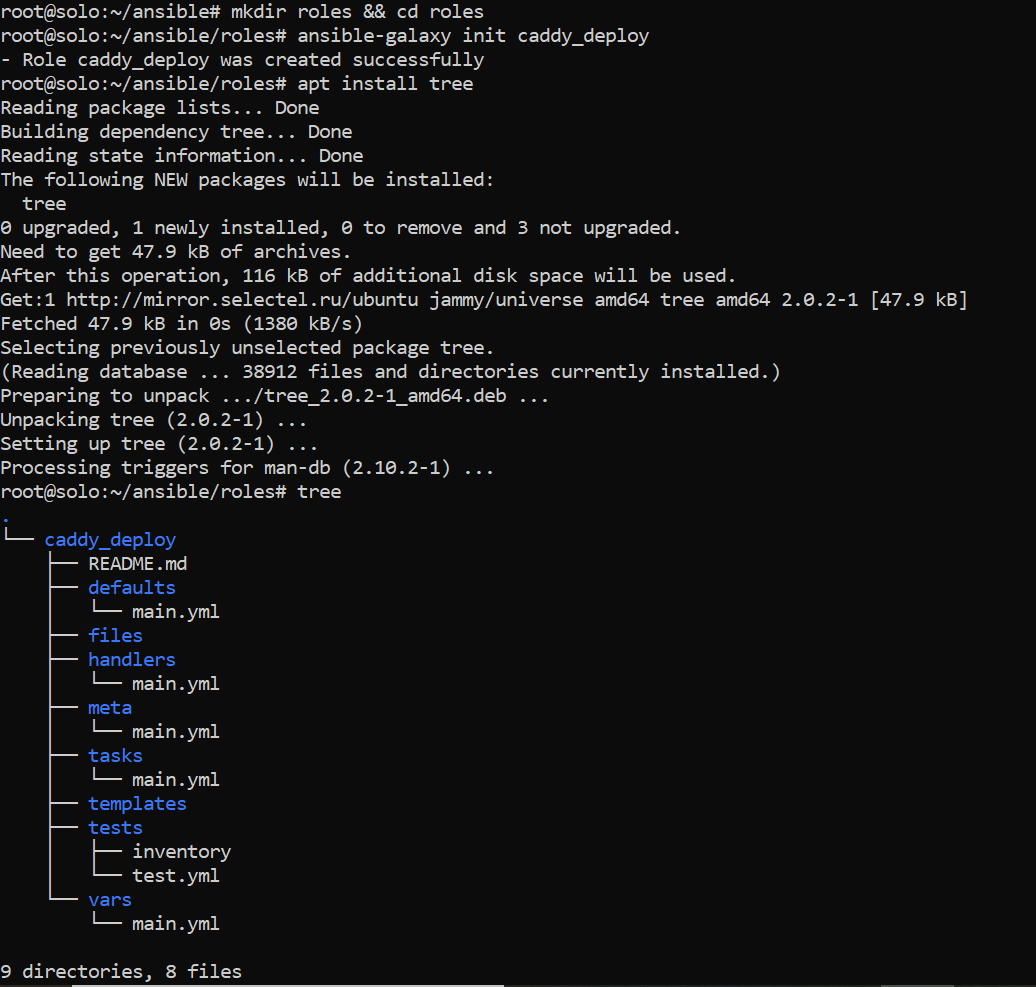 root@solo:~/ansible# mkdir roles && cd roles
root@solo:~/ansible/roles# ansible-galaxy init caddy_deploy
- Role caddy_deploy was created successfully
root@solo:~/ansible/roles# apt install tree
Reading package lists... Done
Building dependency tree... Done
Reading state information... Done
The following NEW packages will be installed:
  tree
0 upgraded, 1 newly installed, 0 to remove and 3 not upgraded.
Need to get 47.9 kB of archives.
After this operation, 116 kB of additional disk space will be used.
Get:1 http://mirror.selectel.ru/ubuntu jammy/universe amd64 tree amd64 2.0.2-1 [47.9 kB]
Fetched 47.9 kB in 0s (1380 kB/s)
Selecting previously unselected package tree.
(Reading database ... 38912 files and directories currently installed.)
Preparing to unpack .../tree_2.0.2-1_amd64.deb ...
Unpacking tree (2.0.2-1) ...
Setting up tree (2.0.2-1) ...
Processing triggers for man-db (2.10.2-1) ...
root@solo:~/ansible/roles# tree
.
└── caddy_deploy
    ├── README.md
    ├── defaults
    │   └── main.yml
    ├── files
    ├── handlers
    │   └── main.yml
    ├── meta
    │   └── main.yml
    ├── tasks
    │   └── main.yml
    ├── templates
    ├── tests
    │   ├── inventory
    │   └── test.yml
    └── vars
        └── main.yml

9 directories, 8 files